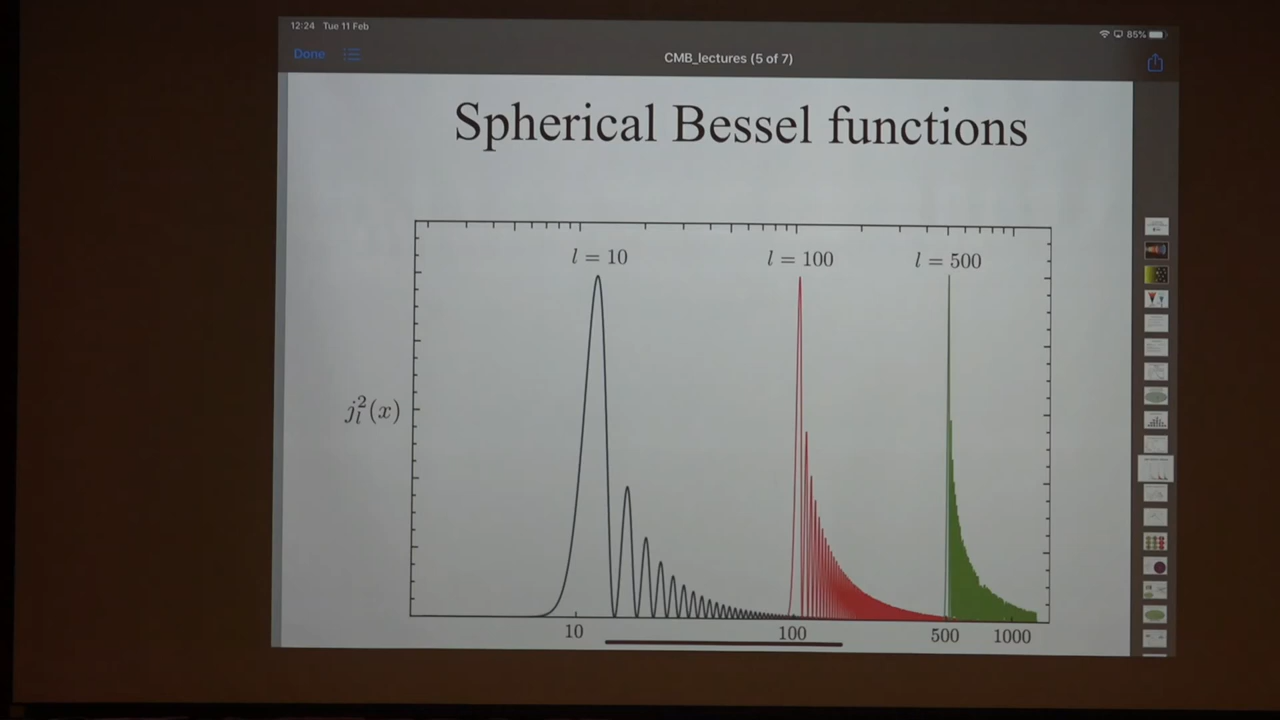 12:24 Tue 11 Feb
85%
Done
CMB_lectures (5 of 7)
Spherical Bessel functions
l = 10
l = 100
l = 500
j_l^2(x)
10
100
500
1000